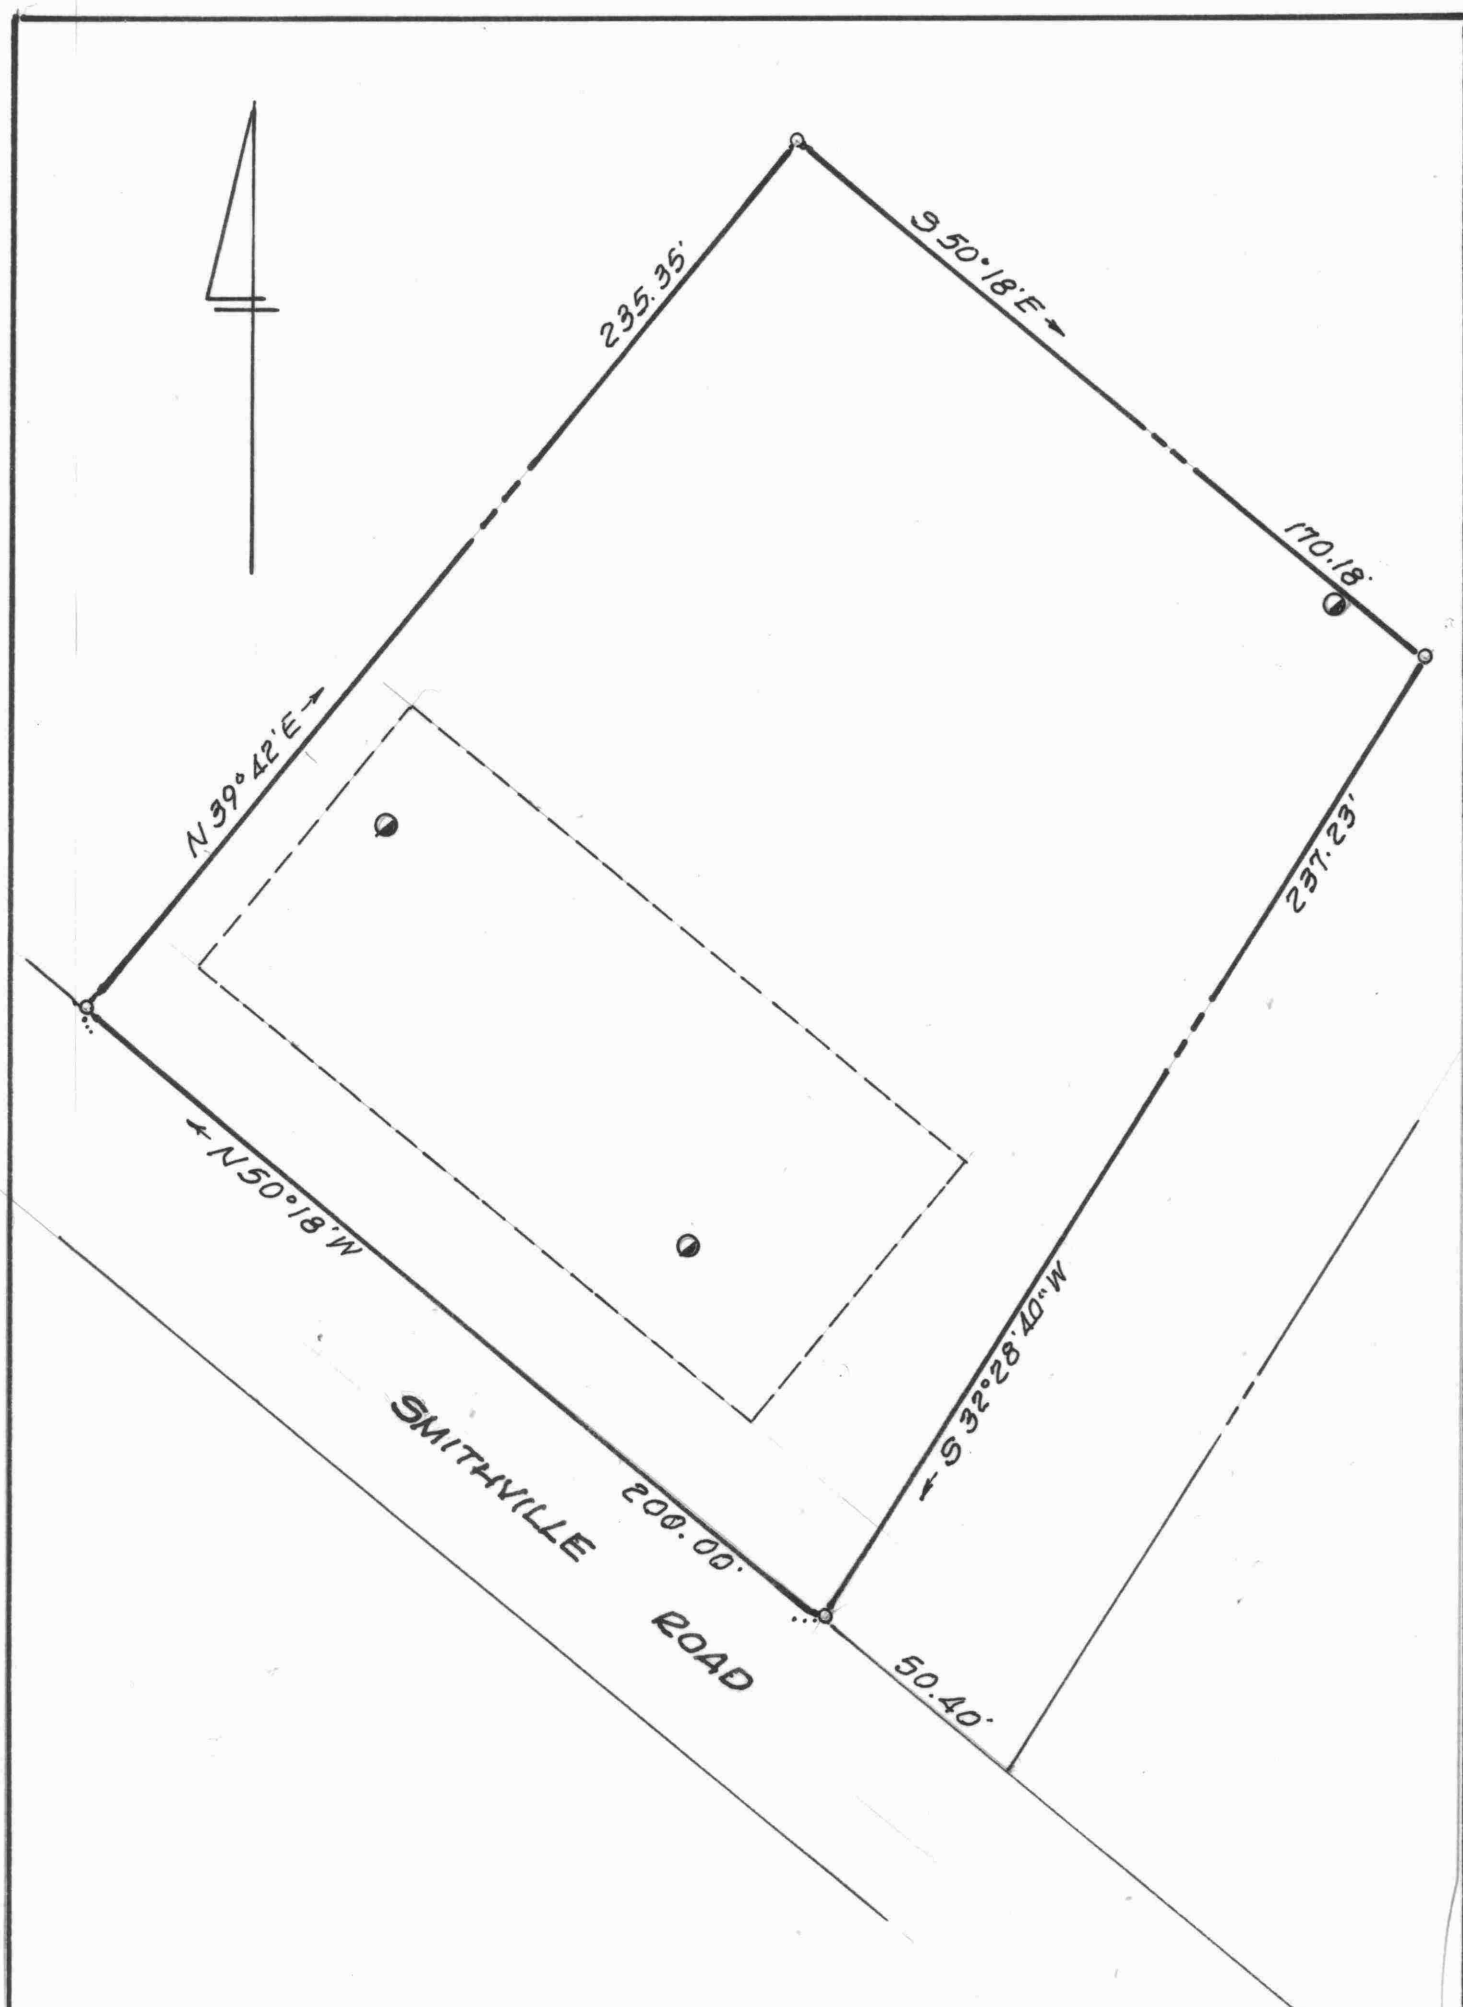 S 50°18'E
235.35'
170.18'
N 39°42'E
237.23'
N 50°18'W
S 32°28'40"W
SMITHVILLE
ROAD
200.00'
50.40'